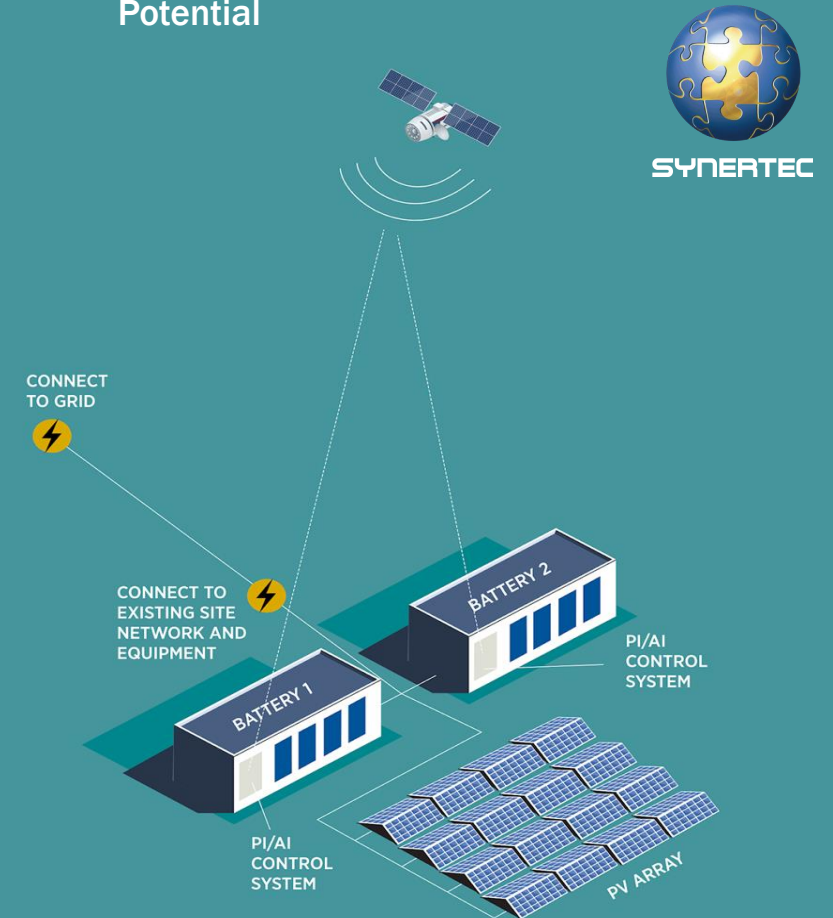 Potential
SYNERTEC
CONNECT
TO GRID
CONNECT TO
EXISTING SITE
NETWORK AND
EQUIPMENT
BATTERY 2
PI/AI
CONTROL
SYSTEM
BATTERY 1
PI/AI
CONTROL
SYSTEM
PV ARRAY